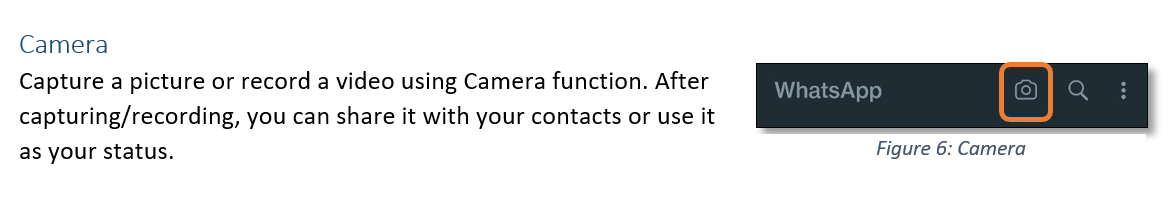 Camera
Capture a picture or record a video using Camera function. After
capturing/recording, you can share it with your contacts or use it
as your status.
WhatsApp
Figure 6: Camera